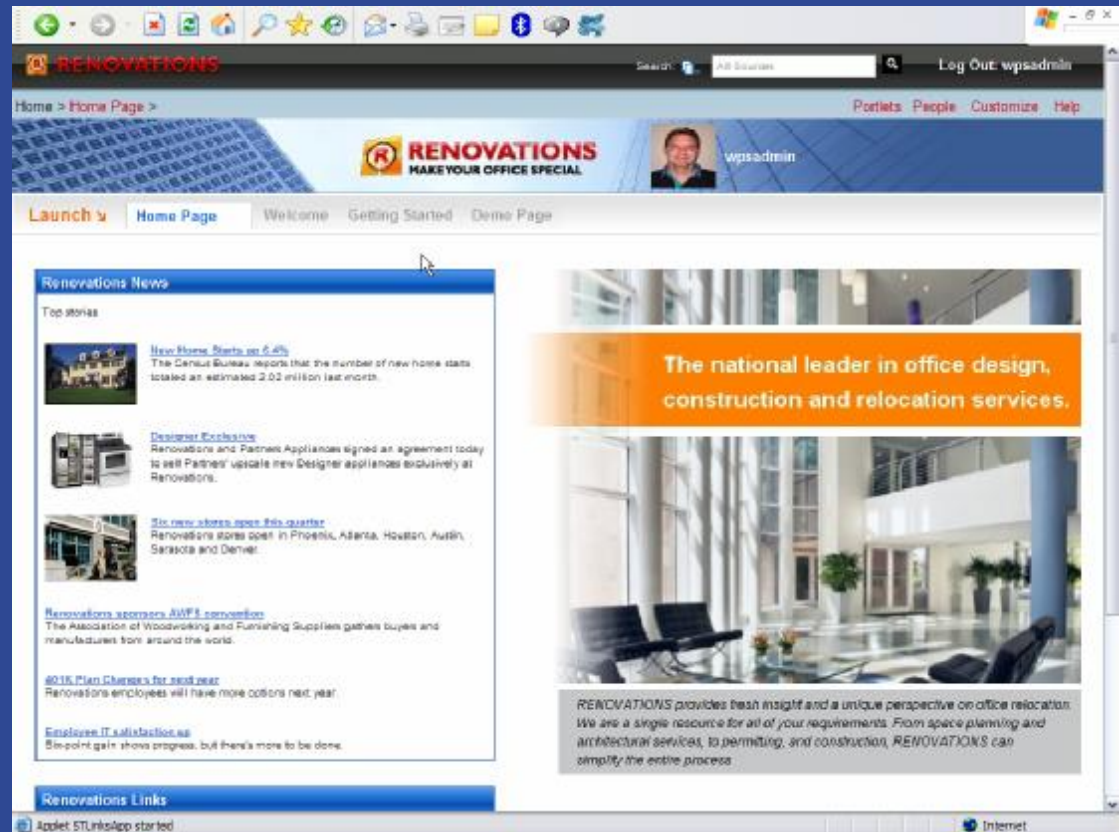 RENOVATIONS
Search:
All Sources
Log Out: wpsadmin
Home > Home Page >
Portlets People Customize Help
RENOVATIONS
MAKE YOUR OFFICE SPECIAL
wpsadmin
Launch
Home Page
Welcome
Getting Started
Demo Page
Renovations News
Top stories
New Home Starts up 6.4%
The Census Bureau reports that the number of new home starts
totaled an estimated 2.02 million last month.
Designer Exclusive
Renovations and Partners Appliances signed an agreement today
to sell Partners' upscale new Designer appliances exclusively at
Renovations.
Six new stores open this quarter
Renovations stores open in Phoenix, Atlanta, Houston, Austin,
Sarasota and Denver.
Renovations sponsors AWFS convention
The Association of Woodworking and Furnishing Suppliers gathers buyers and
manufacturers from around the world.
401K Plan Changes for next year
Renovations employees will have more options next year.
Employee IT satisfaction up
Six-point gain shows progress, but there's more to be done.
Renovations Links
The national leader in office design,
construction and relocation services.
RENOVATIONS provides fresh insight and a unique perspective on office relocation.
We are a single resource for all of your requirements. From space planning and
architectural services, to permitting, and construction, RENOVATIONS can
simplify the entire process
Applet STLinksApp started
Internet